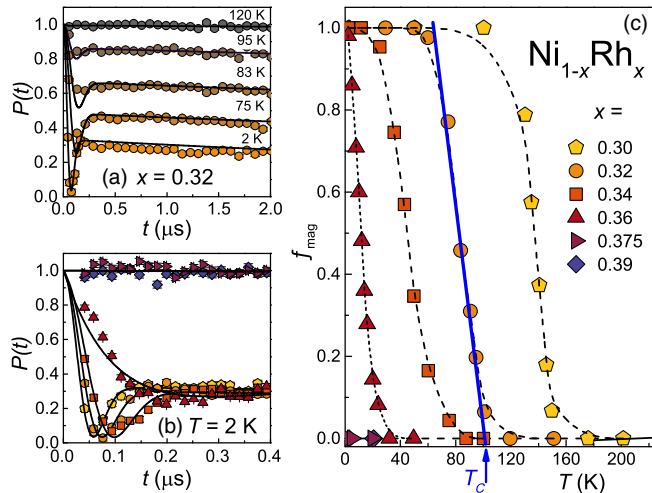 120 K
95 K
83 K
75 K
2 K
(a) x = 0.32
P(t)
1.0
0.8
0.6
0.4
0.2
0.0
0.0 0.5 1.0 1.5 2.0
t (μs)
(b) T = 2 K
P(t)
1.0
0.8
0.6
0.4
0.2
0.0
0.0 0.1 0.2 0.3 0.4
t (μs)
(c)
Ni₁₋ₓRhₓ
x =
0.30
0.32
0.34
0.36
0.375
0.39
f_mag
1.0
0.8
0.6
0.4
0.2
0.0
0 40 80 120 160 200
T_C
T (K)